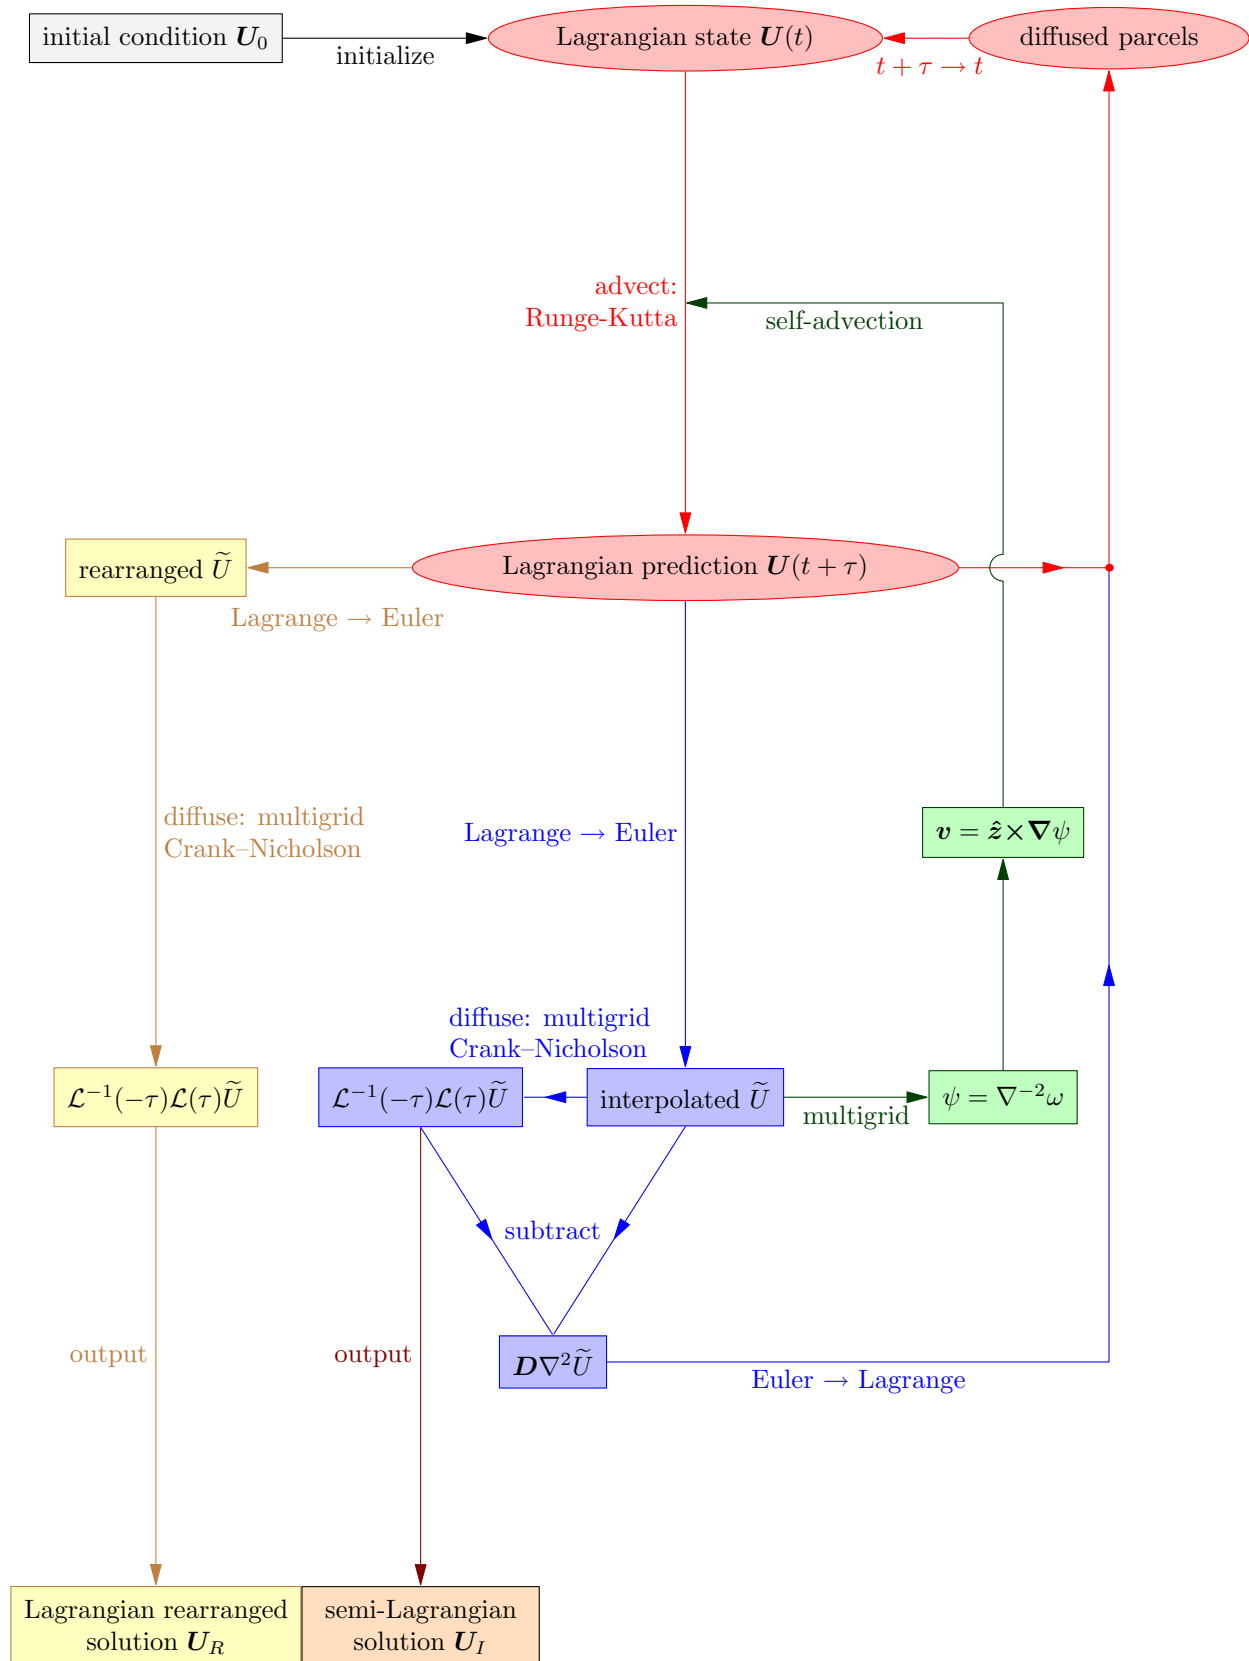 initial condition U₀
initialize
Lagrangian state U(t)
t + τ → t
diffused parcels
advect:
Runge-Kutta
self-advection
rearranged Ũ
Lagrange → Euler
Lagrangian prediction U(t + τ)
diffuse: multigrid
Crank–Nicholson
Lagrange → Euler
v = ẑ×∇ψ
diffuse: multigrid
Crank–Nicholson
ℒ⁻¹(−τ)ℒ(τ)Ũ
ℒ⁻¹(−τ)ℒ(τ)Ũ
interpolated Ũ
multigrid
ψ = ∇⁻²ω
subtract
output
output
D∇²Ũ
Euler → Lagrange
Lagrangian rearranged
solution U_R
semi-Lagrangian
solution U_I